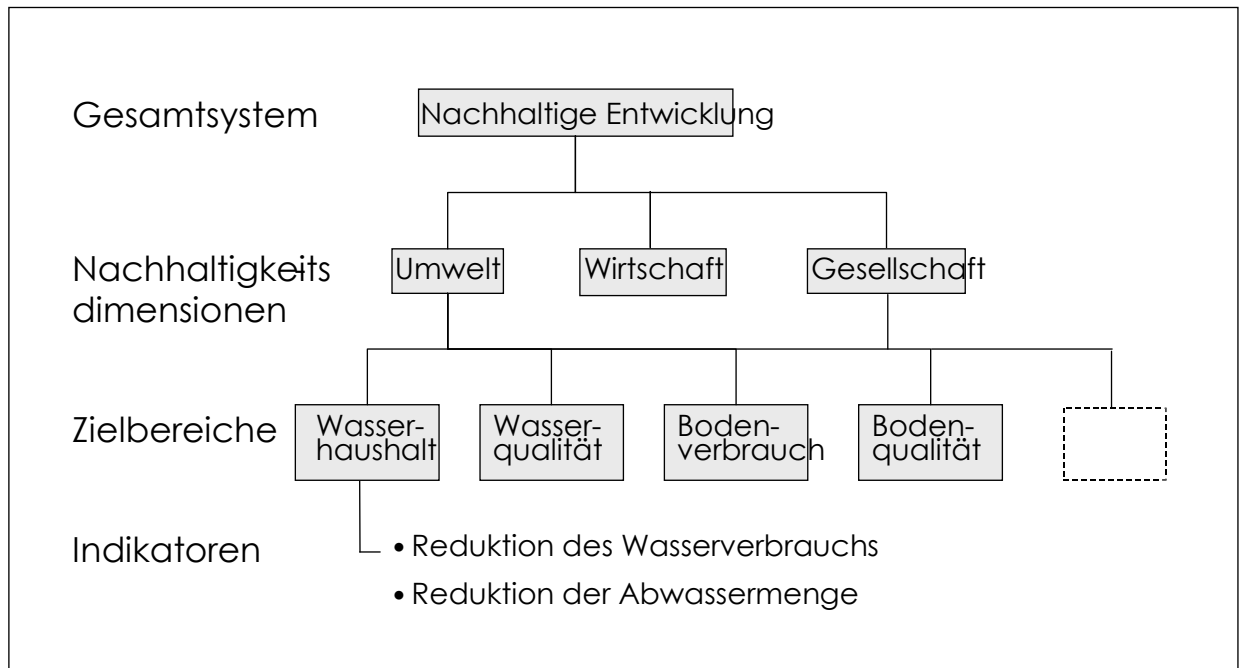 Gesamtsystem
Nachhaltige Entwicklung
Nachhaltigkeits-
dimensionen
Umwelt
Wirtschaft
Gesellschaft
Zielbereiche
Wasser-
haushalt
Wasser-
qualität
Boden-
verbrauch
Boden-
qualität
Indikatoren
• Reduktion des Wasserverbrauchs
• Reduktion der Abwassermenge